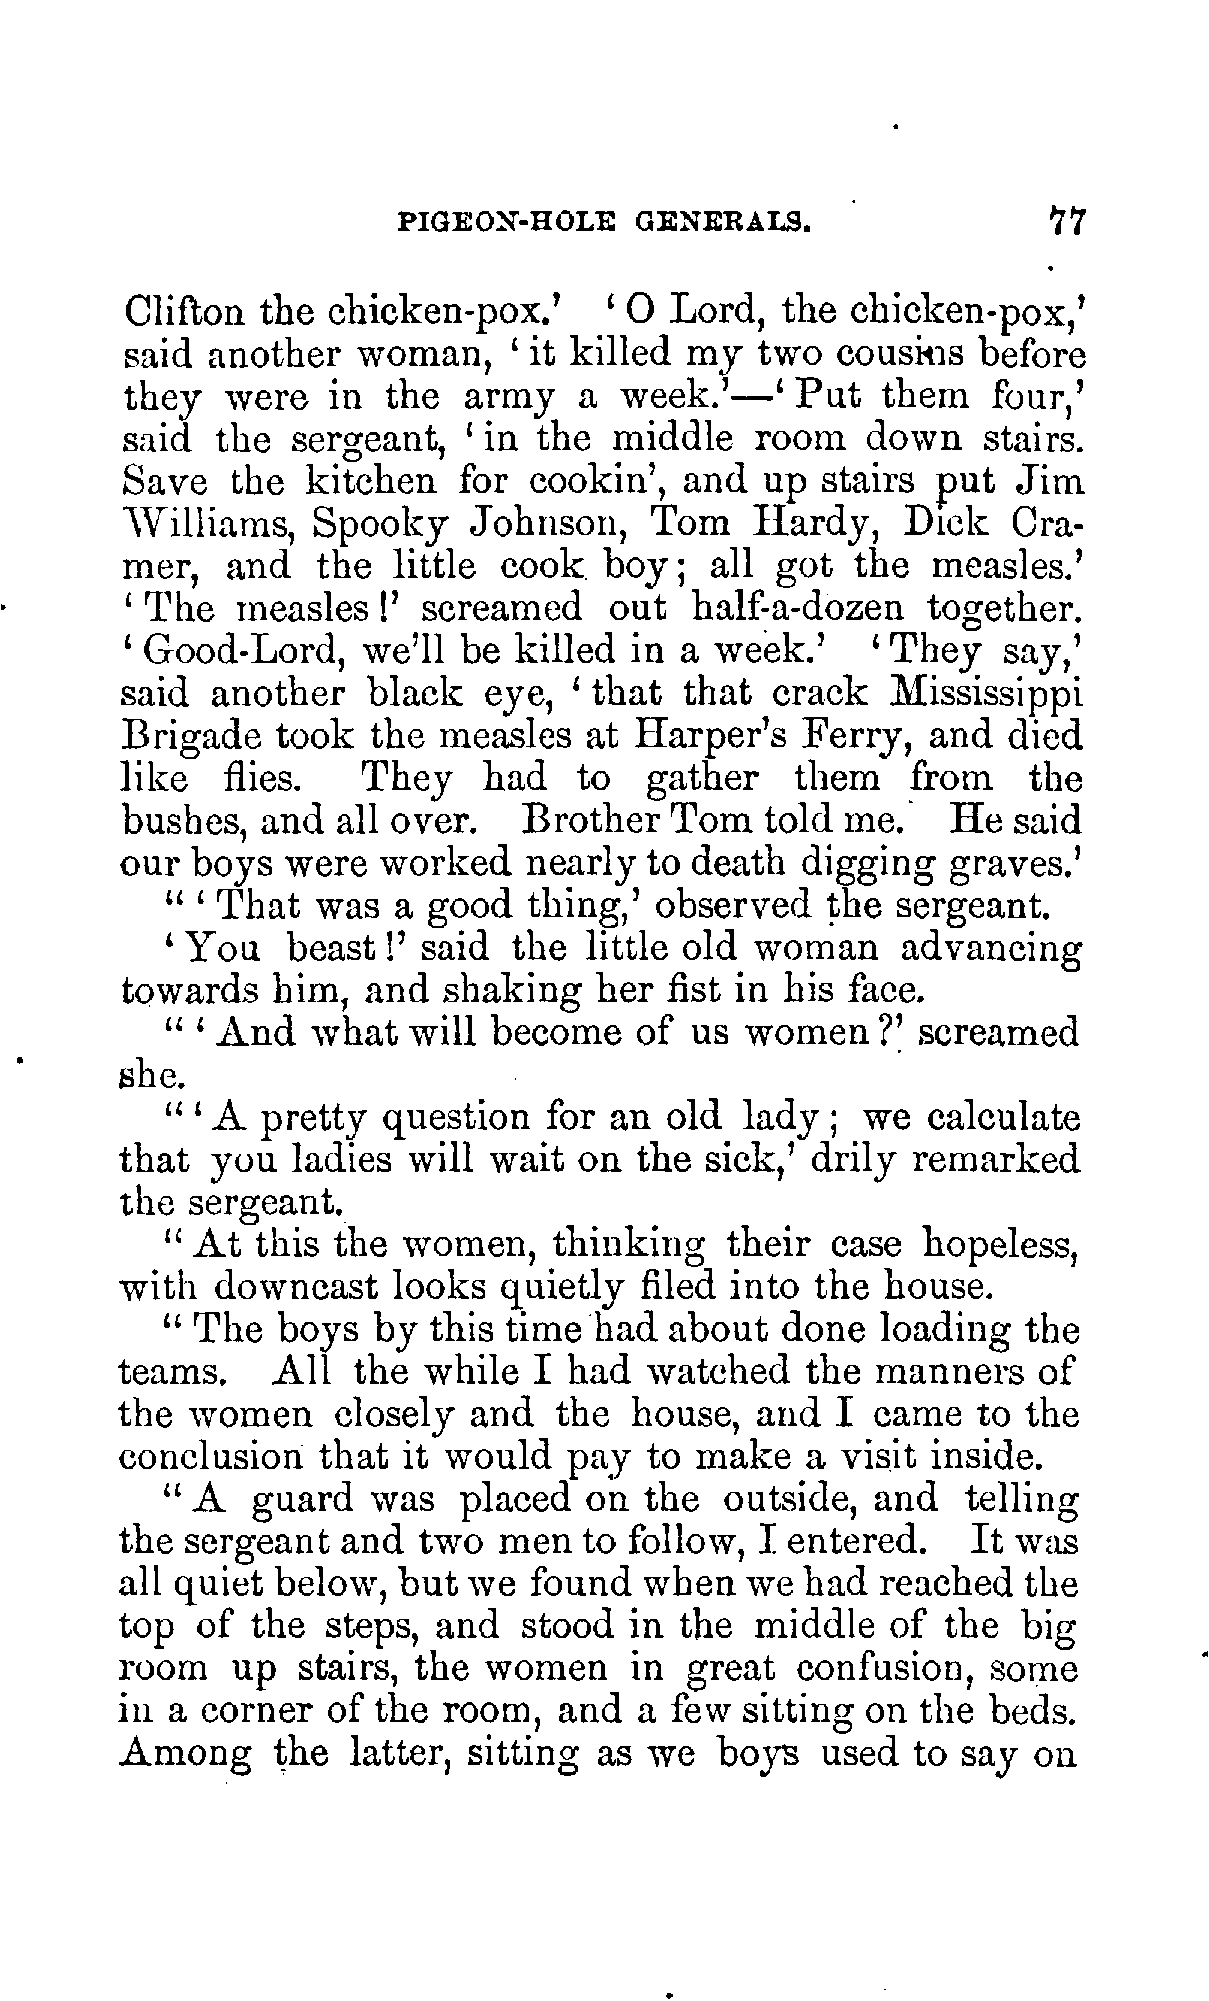 PIGEON-HOLE GENERALS. 77
Clifton the chicken-pox.' 'O Lord, the chicken-pox,'
said another woman, 'it killed my two cousins before
they were in the army a week.'—'Put them four,'
said the sergeant, 'in the middle room down stairs.
Save the kitchen for cookin', and up stairs put Jim
Williams, Spooky Johnson, Tom Hardy, Dick Cra-
mer, and the little cook boy; all got the measles.'
'The measles!' screamed out half-a-dozen together.
'Good-Lord, we'll be killed in a week.' 'They say,'
said another black eye, 'that that crack Mississippi
Brigade took the measles at Harper's Ferry, and died
like flies. They had to gather them from the
bushes, and all over. Brother Tom told me. He said
our boys were worked nearly to death digging graves.'
"'That was a good thing,' observed the sergeant.
'You beast!' said the little old woman advancing
towards him, and shaking her fist in his face.
"'And what will become of us women?' screamed
she.
"'A pretty question for an old lady; we calculate
that you ladies will wait on the sick,' drily remarked
the sergeant.
"At this the women, thinking their case hopeless,
with downcast looks quietly filed into the house.
"The boys by this time had about done loading the
teams. All the while I had watched the manners of
the women closely and the house, and I came to the
conclusion that it would pay to make a visit inside.
"A guard was placed on the outside, and telling
the sergeant and two men to follow, I entered. It was
all quiet below, but we found when we had reached the
top of the steps, and stood in the middle of the big
room up stairs, the women in great confusion, some
in a corner of the room, and a few sitting on the beds.
Among the latter, sitting as we boys used to say on